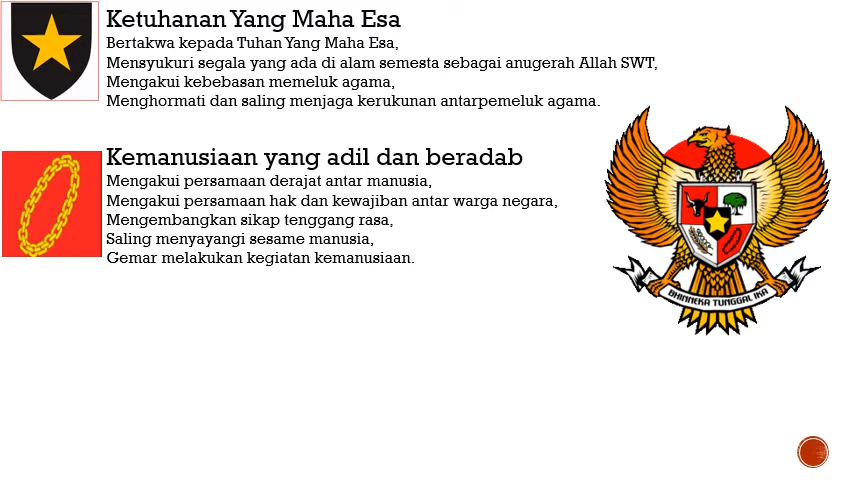 Ketuhanan Yang Maha Esa
Bertakwa kepada Tuhan Yang Maha Esa,
Mensyukuri segala yang ada di alam semesta sebagai anugerah Allah SWT,
Mengakui kebebasan memeluk agama,
Menghormati dan saling menjaga kerukunan antarpemeluk agama.
Kemanusiaan yang adil dan beradab
Mengakui persamaan derajat antar manusia,
Mengakui persamaan hak dan kewajiban antar warga negara,
Mengembangkan sikap tenggang rasa,
Saling menyayangi sesame manusia,
Gemar melakukan kegiatan kemanusiaan.
BHINNEKA TUNGGAL IKA